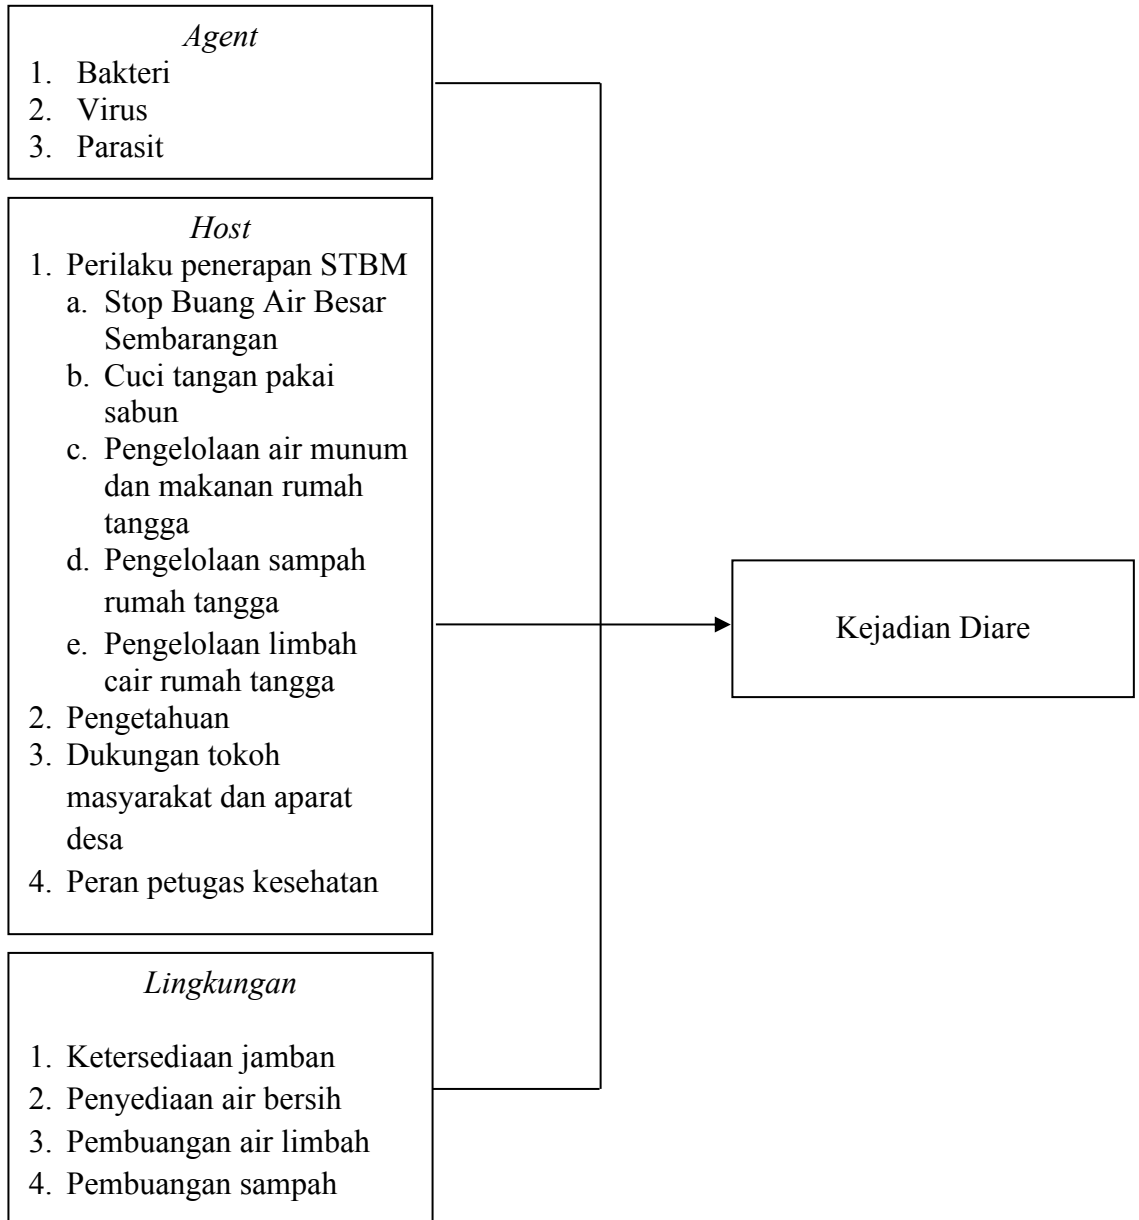 Agent
1. Bakteri
2. Virus
3. Parasit
Host
1. Perilaku penerapan STBM
a. Stop Buang Air Besar
Sembarangan
b. Cuci tangan pakai
sabun
c. Pengelolaan air munum
dan makanan rumah
tangga
d. Pengelolaan sampah
rumah tangga
e. Pengelolaan limbah
cair rumah tangga
2. Pengetahuan
3. Dukungan tokoh
masyarakat dan aparat
desa
4. Peran petugas kesehatan
Lingkungan
1. Ketersediaan jamban
2. Penyediaan air bersih
3. Pembuangan air limbah
4. Pembuangan sampah
Kejadian Diare